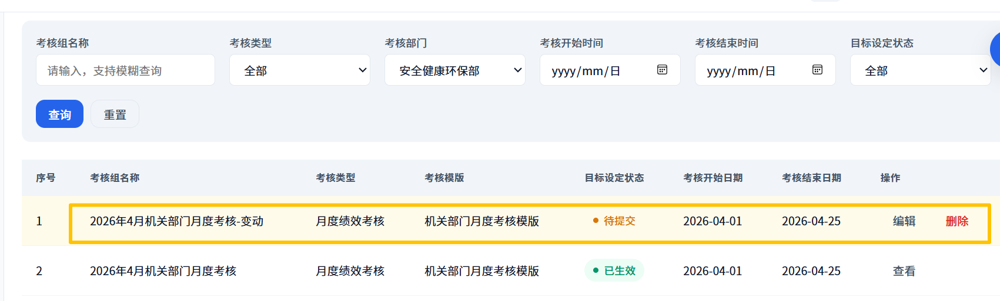 考核组名称 考核类型 考核部门 考核开始时间 考核结束时间 目标设定状态
请输入，支持模糊查询 全部 安全健康环保部 yyyy/mm/日 yyyy/mm/日 全部
查询 重置
序号 考核组名称 考核类型 考核模版 目标设定状态 考核开始日期 考核结束日期 操作
1 2026年4月机关部门月度考核-变动 月度绩效考核 机关部门月度考核模版 待提交 2026-04-01 2026-04-25 编辑 删除
2 2026年4月机关部门月度考核 月度绩效考核 机关部门月度考核模版 已生效 2026-04-01 2026-04-25 查看